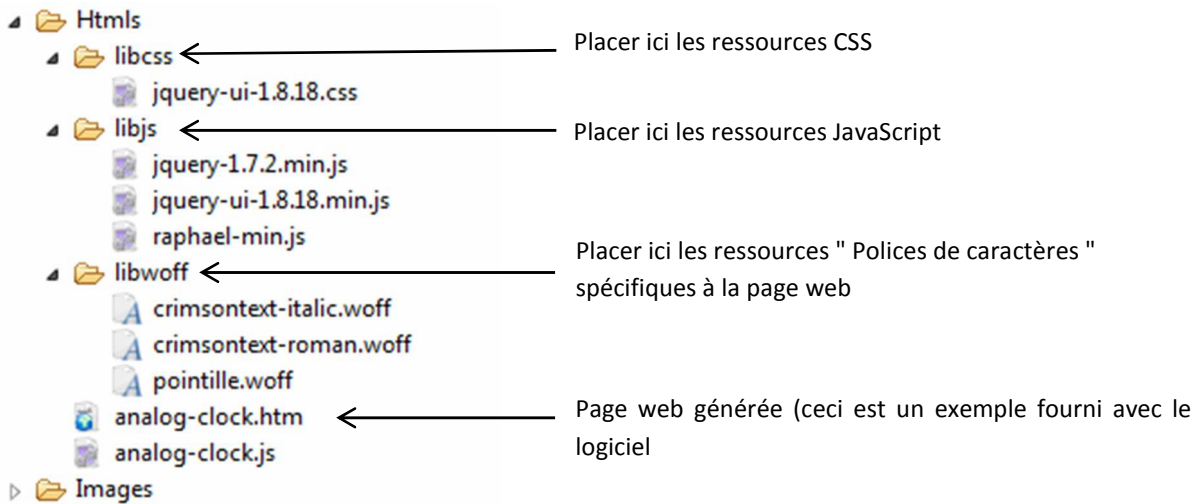 Htmls
libcss
Placer ici les ressources CSS
jquery-ui-1.8.18.css
libjs
Placer ici les ressources JavaScript
jquery-1.7.2.min.js
jquery-ui-1.8.18.min.js
raphael-min.js
libwoff
Placer ici les ressources " Polices de caractères "
spécifiques à la page web
crimsontext-italic.woff
crimsontext-roman.woff
pointille.woff
analog-clock.htm
Page web générée (ceci est un exemple fourni avec le
logiciel
analog-clock.js
Images